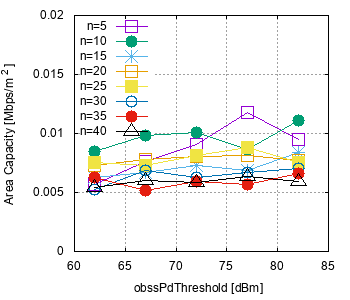 0.02
0.015
0.01
0.005
0
60
65
70
75
80
85
Area Capacity [Mbps/m²]
obssPdThreshold [dBm]
n=5
n=10
n=15
n=20
n=25
n=30
n=35
n=40